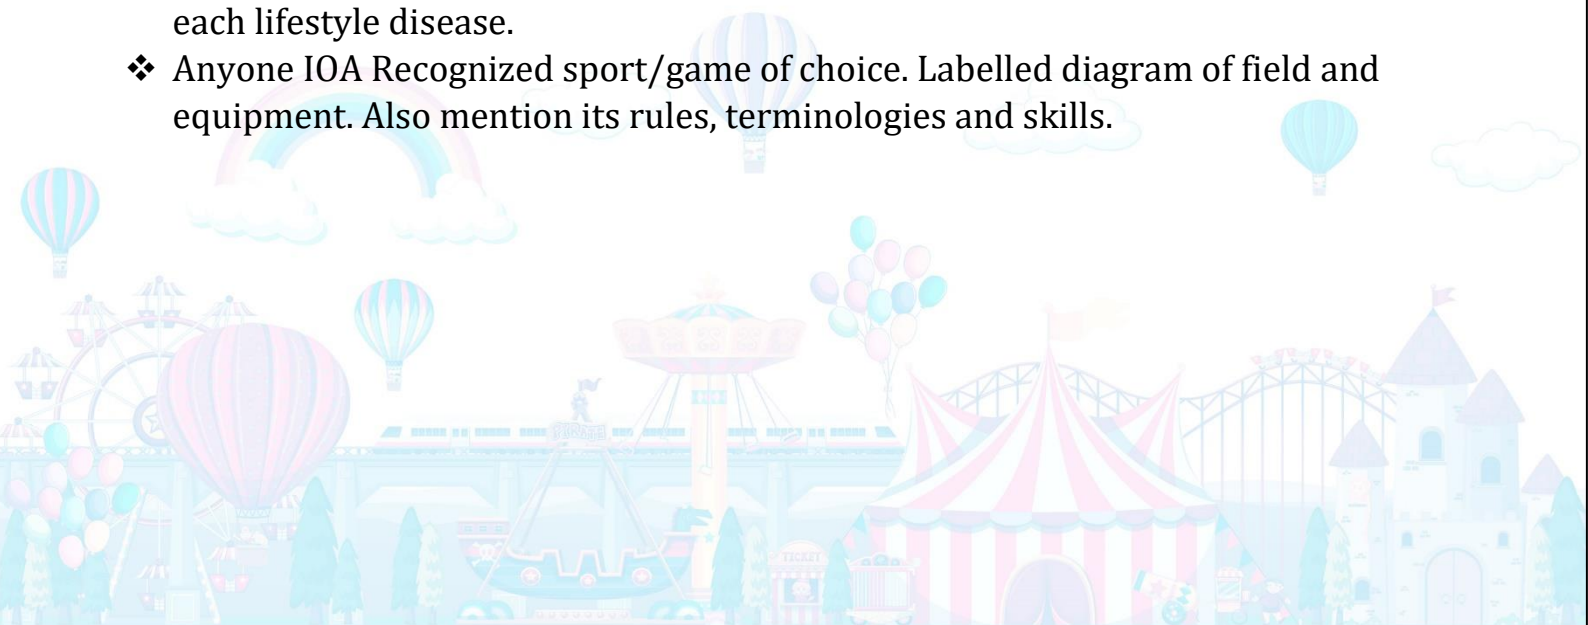 each lifestyle disease.
❖ Anyone IOA Recognized sport/game of choice. Labelled diagram of field and
equipment. Also mention its rules, terminologies and skills.
TICKET